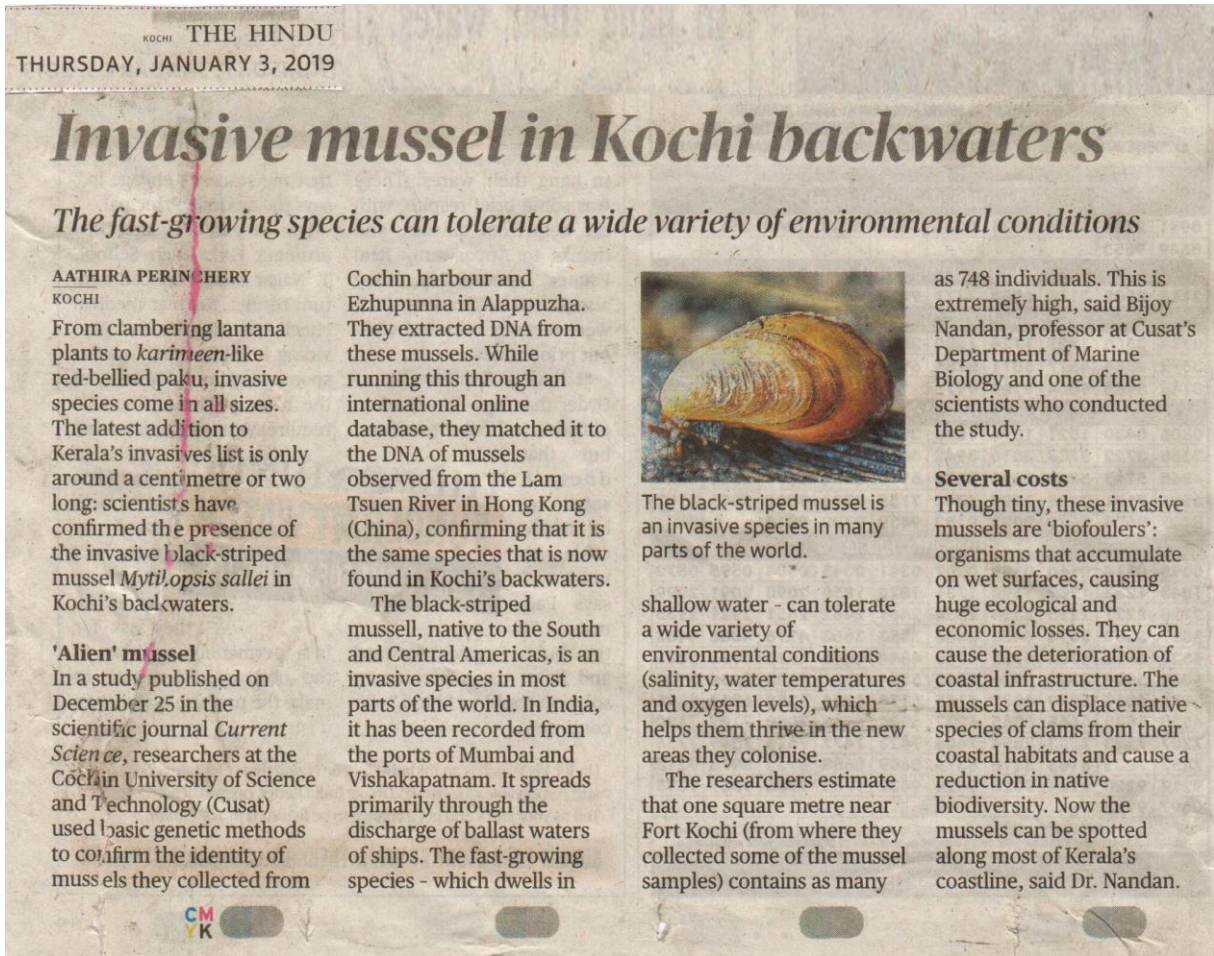 KOCHI THE HINDU
THURSDAY, JANUARY 3, 2019
Invasive mussel in Kochi backwaters
The fast-growing species can tolerate a wide variety of environmental conditions
AATHIRA PERINCHERY
KOCHI
From clambering lantana
plants to karimeen-like
red-bellied paku, invasive
species come in all sizes.
The latest addition to
Kerala's invasives list is only
around a centimetre or two
long: scientists have
confirmed the presence of
the invasive black-striped
mussel Mytilopsis sallei in
Kochi's backwaters.
'Alien' mussel
In a study published on
December 25 in the
scientific journal Current
Science, researchers at the
Cochin University of Science
and Technology (Cusat)
used basic genetic methods
to confirm the identity of
mussels they collected from
Cochin harbour and
Ezhupunna in Alappuzha.
They extracted DNA from
these mussels. While
running this through an
international online
database, they matched it to
the DNA of mussels
observed from the Lam
Tsuen River in Hong Kong
(China), confirming that it is
the same species that is now
found in Kochi's backwaters.
The black-striped
mussell, native to the South
and Central Americas, is an
invasive species in most
parts of the world. In India,
it has been recorded from
the ports of Mumbai and
Vishakapatnam. It spreads
primarily through the
discharge of ballast waters
of ships. The fast-growing
species - which dwells in
The black-striped mussel is
an invasive species in many
parts of the world.
shallow water - can tolerate
a wide variety of
environmental conditions
(salinity, water temperatures
and oxygen levels), which
helps them thrive in the new
areas they colonise.
The researchers estimate
that one square metre near
Fort Kochi (from where they
collected some of the mussel
samples) contains as many
as 748 individuals. This is
extremely high, said Bijoy
Nandan, professor at Cusat's
Department of Marine
Biology and one of the
scientists who conducted
the study.
Several costs
Though tiny, these invasive
mussels are 'biofoulers':
organisms that accumulate
on wet surfaces, causing
huge ecological and
economic losses. They can
cause the deterioration of
coastal infrastructure. The
mussels can displace native
species of clams from their
coastal habitats and cause a
reduction in native
biodiversity. Now the
mussels can be spotted
along most of Kerala's
coastline, said Dr. Nandan.
CM
YK